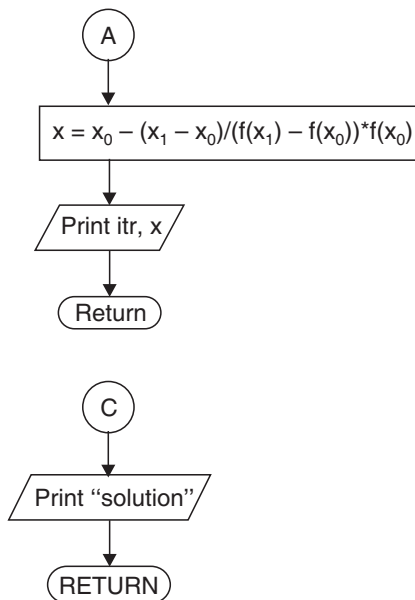 A
x = x₀ – (x₁ – x₀)/(f(x₁) – f(x₀))*f(x₀)
Print itr, x
Return
C
Print “solution”
RETURN